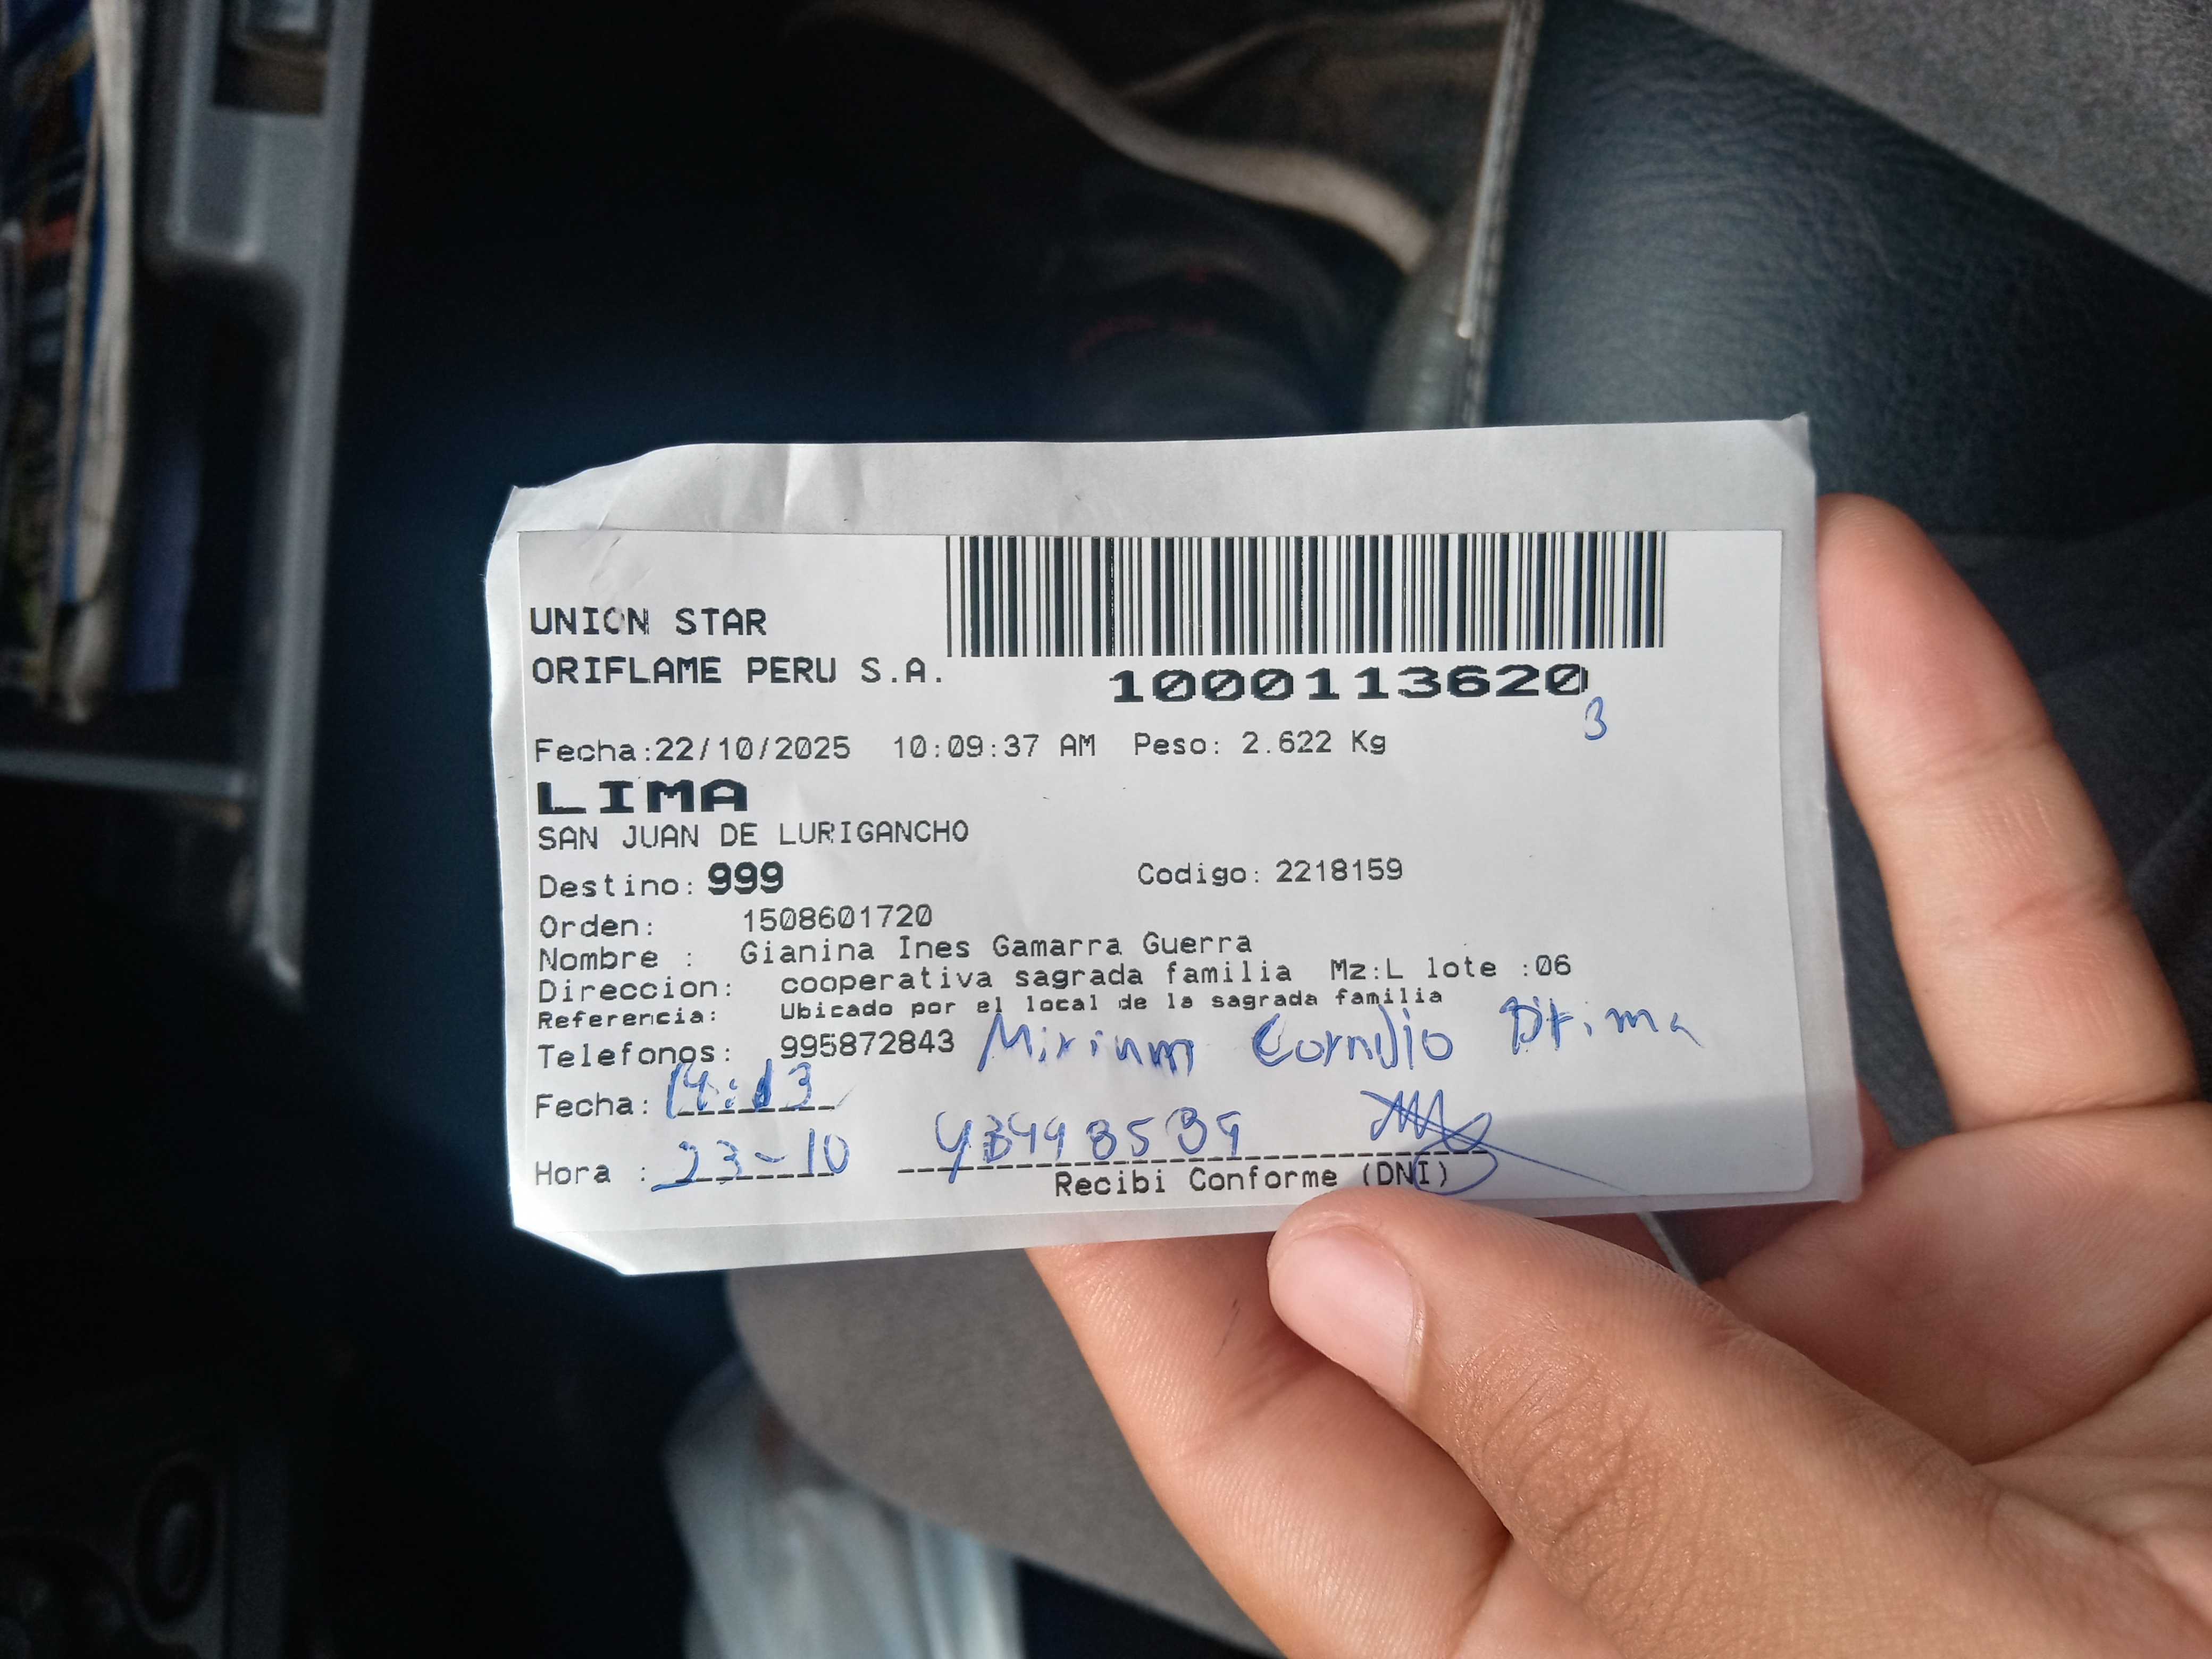 UNION STAR
ORIFLAME PERU S.A.
1000113620
3
Fecha:22/10/2025 10:09:37 AM Peso: 2.622 Kg
LIMA
SAN JUAN DE LURIGANCHO
Destino: 999 Codigo: 2218159
Orden: 1508601720
Nombre : Gianina Ines Gamarra Guerra
Direccion: cooperativa sagrada familia Mz:L lote :06
Referencia: Ubicado por el local de la sagrada familia
Telefonos: 995872843 Mirium
Fecha: 14:13
Hora : 23-10
Recibi Conforme (DNI)